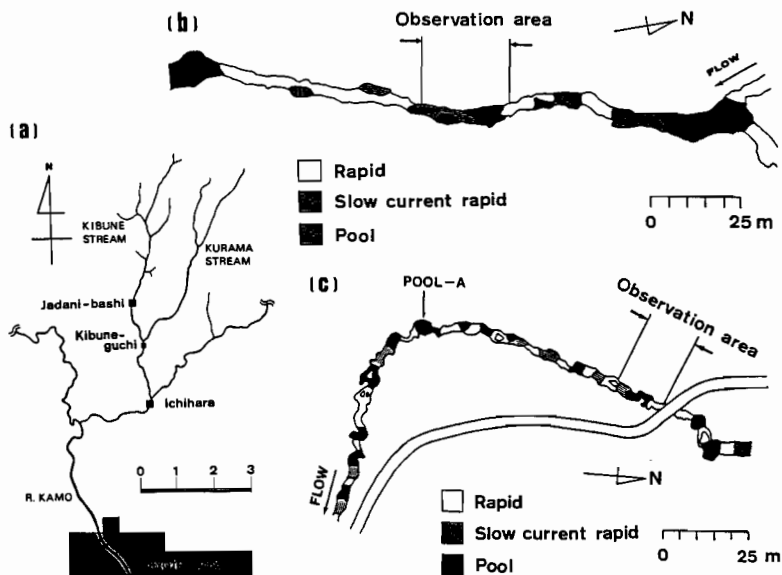 (b)
Observation area
N
FLOW
Rapid
Slow current rapid
Pool
0 25 m
(a)
N
KIBUNE
STREAM
KURAMA
STREAM
Jadani-bashi
Kibune-
guchi
Ichihara
0 1 2 3
R. KAMO
(c)
POOL-A
Observation area
FLOW
N
Rapid
Slow current rapid
Pool
0 25 m